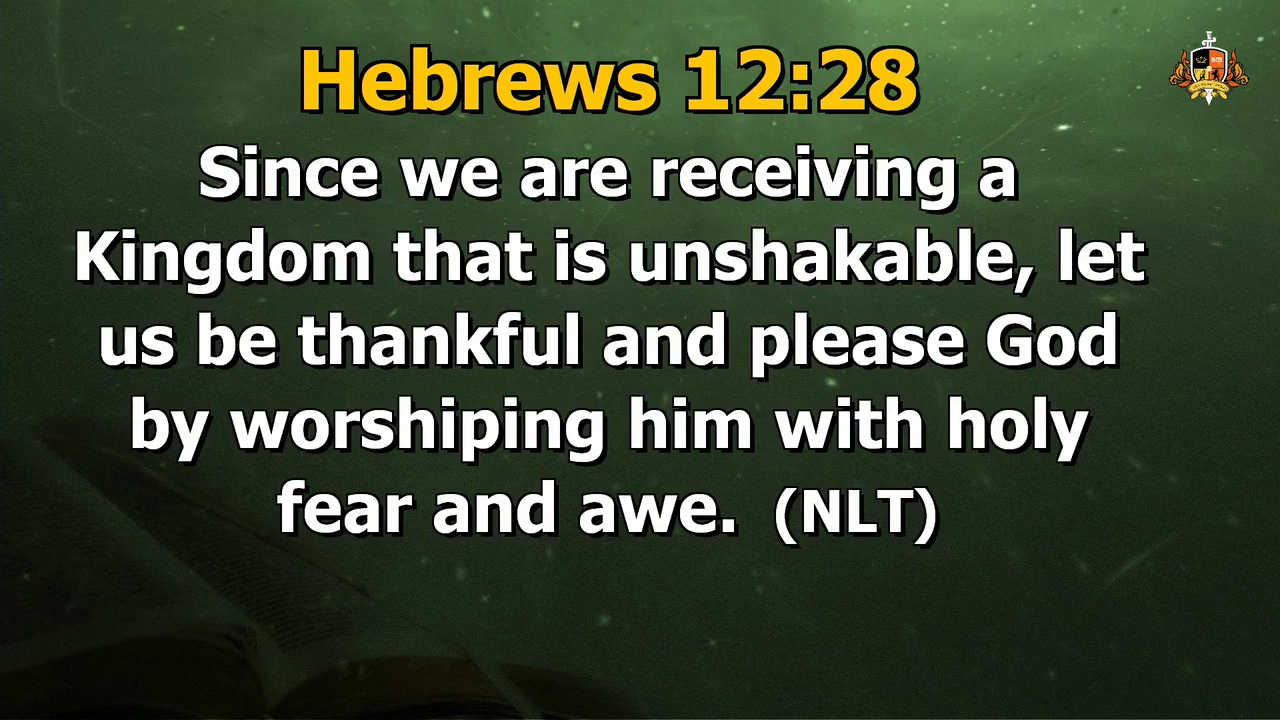 Hebrews 12:28
Since we are receiving a
Kingdom that is unshakable, let
us be thankful and please God
by worshiping him with holy
fear and awe. (NLT)